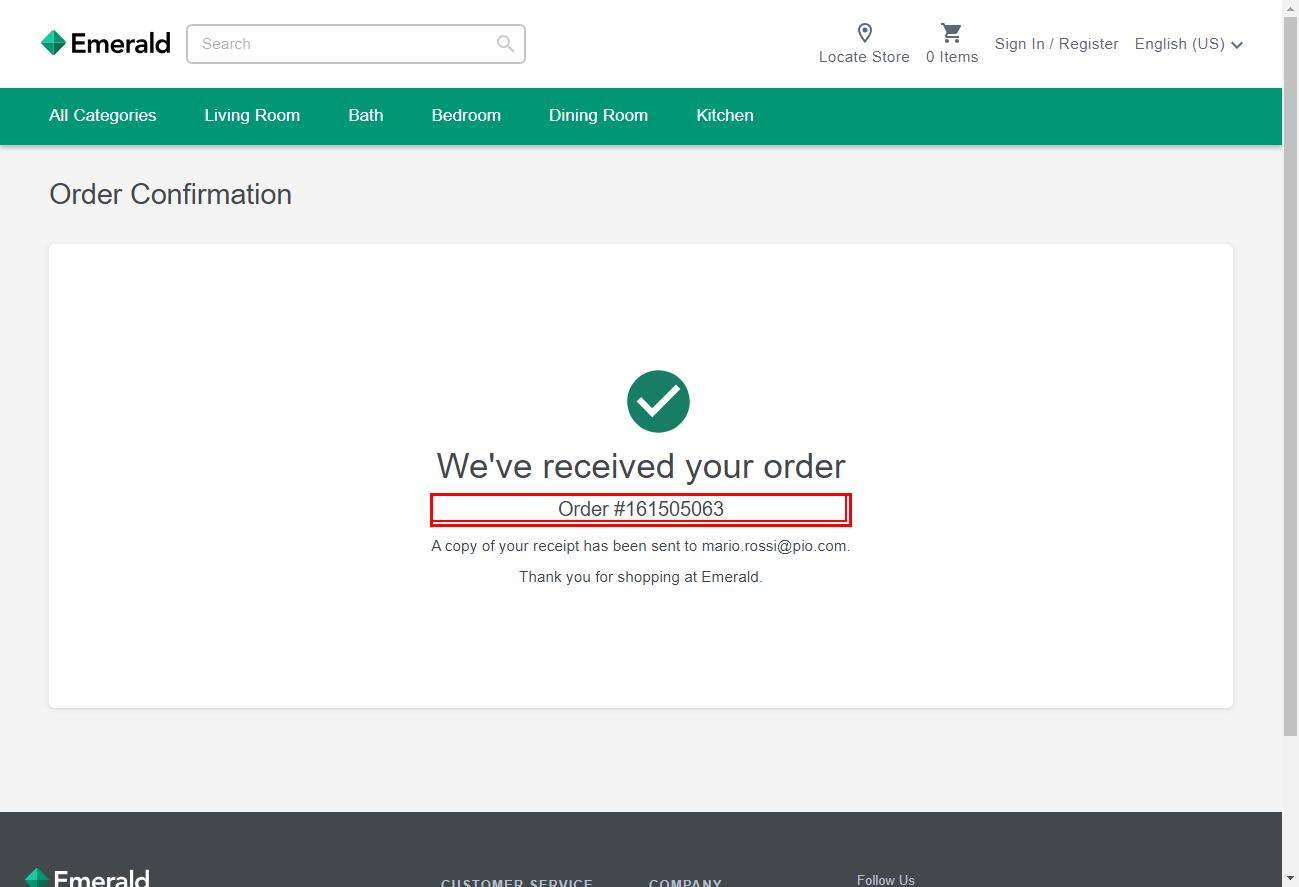 Emerald
Search
Locate Store
0 Items
Sign In / Register
English (US)
All Categories
Living Room
Bath
Bedroom
Dining Room
Kitchen
Order Confirmation
We've received your order
Order #161505063
A copy of your receipt has been sent to mario.rossi@pio.com.
Thank you for shopping at Emerald.
Emerald
CUSTOMER SERVICE
COMPANY
Follow Us